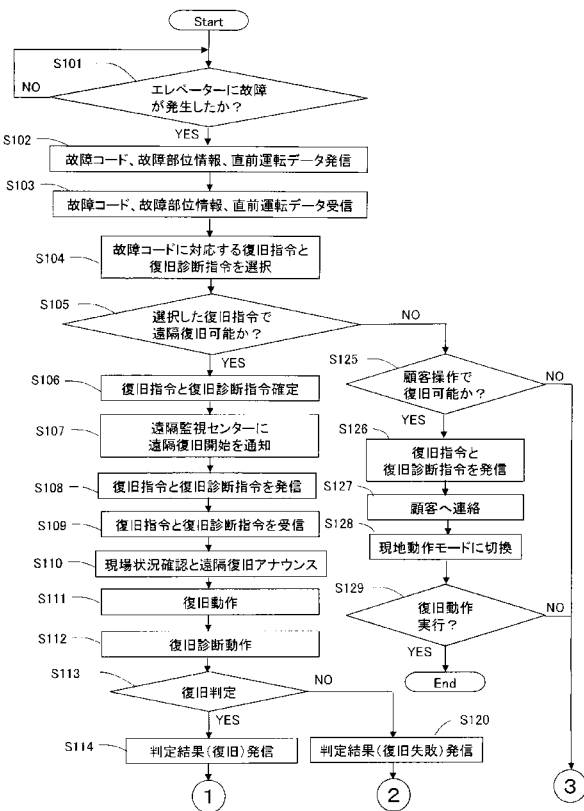 Start
S101
エレベーターに故障
が発生したか？
NO
YES
S102
故障コード、故障部位情報、直前運転データ発信
S103
故障コード、故障部位情報、直前運転データ受信
S104
故障コードに対応する復旧指令と
復旧診断指令を選択
S105
選択した復旧指令で
遠隔復旧可能か？
NO
YES
S106
復旧指令と復旧診断指令確定
S107
遠隔監視センターに
遠隔復旧開始を通知
S108
復旧指令と復旧診断指令を発信
S109
復旧指令と復旧診断指令を受信
S110
現場状況確認と遠隔復旧アナウンス
S111
復旧動作
S112
復旧診断動作
S113
復旧判定
NO
YES
S114
判定結果(復旧)発信
1
S120
判定結果(復旧失敗)発信
2
S125
顧客操作で
復旧可能か？
NO
YES
S126
復旧指令と
復旧診断指令を発信
S127
顧客へ連絡
S128
現地動作モードに切換
S129
復旧動作
実行？
NO
YES
End
3